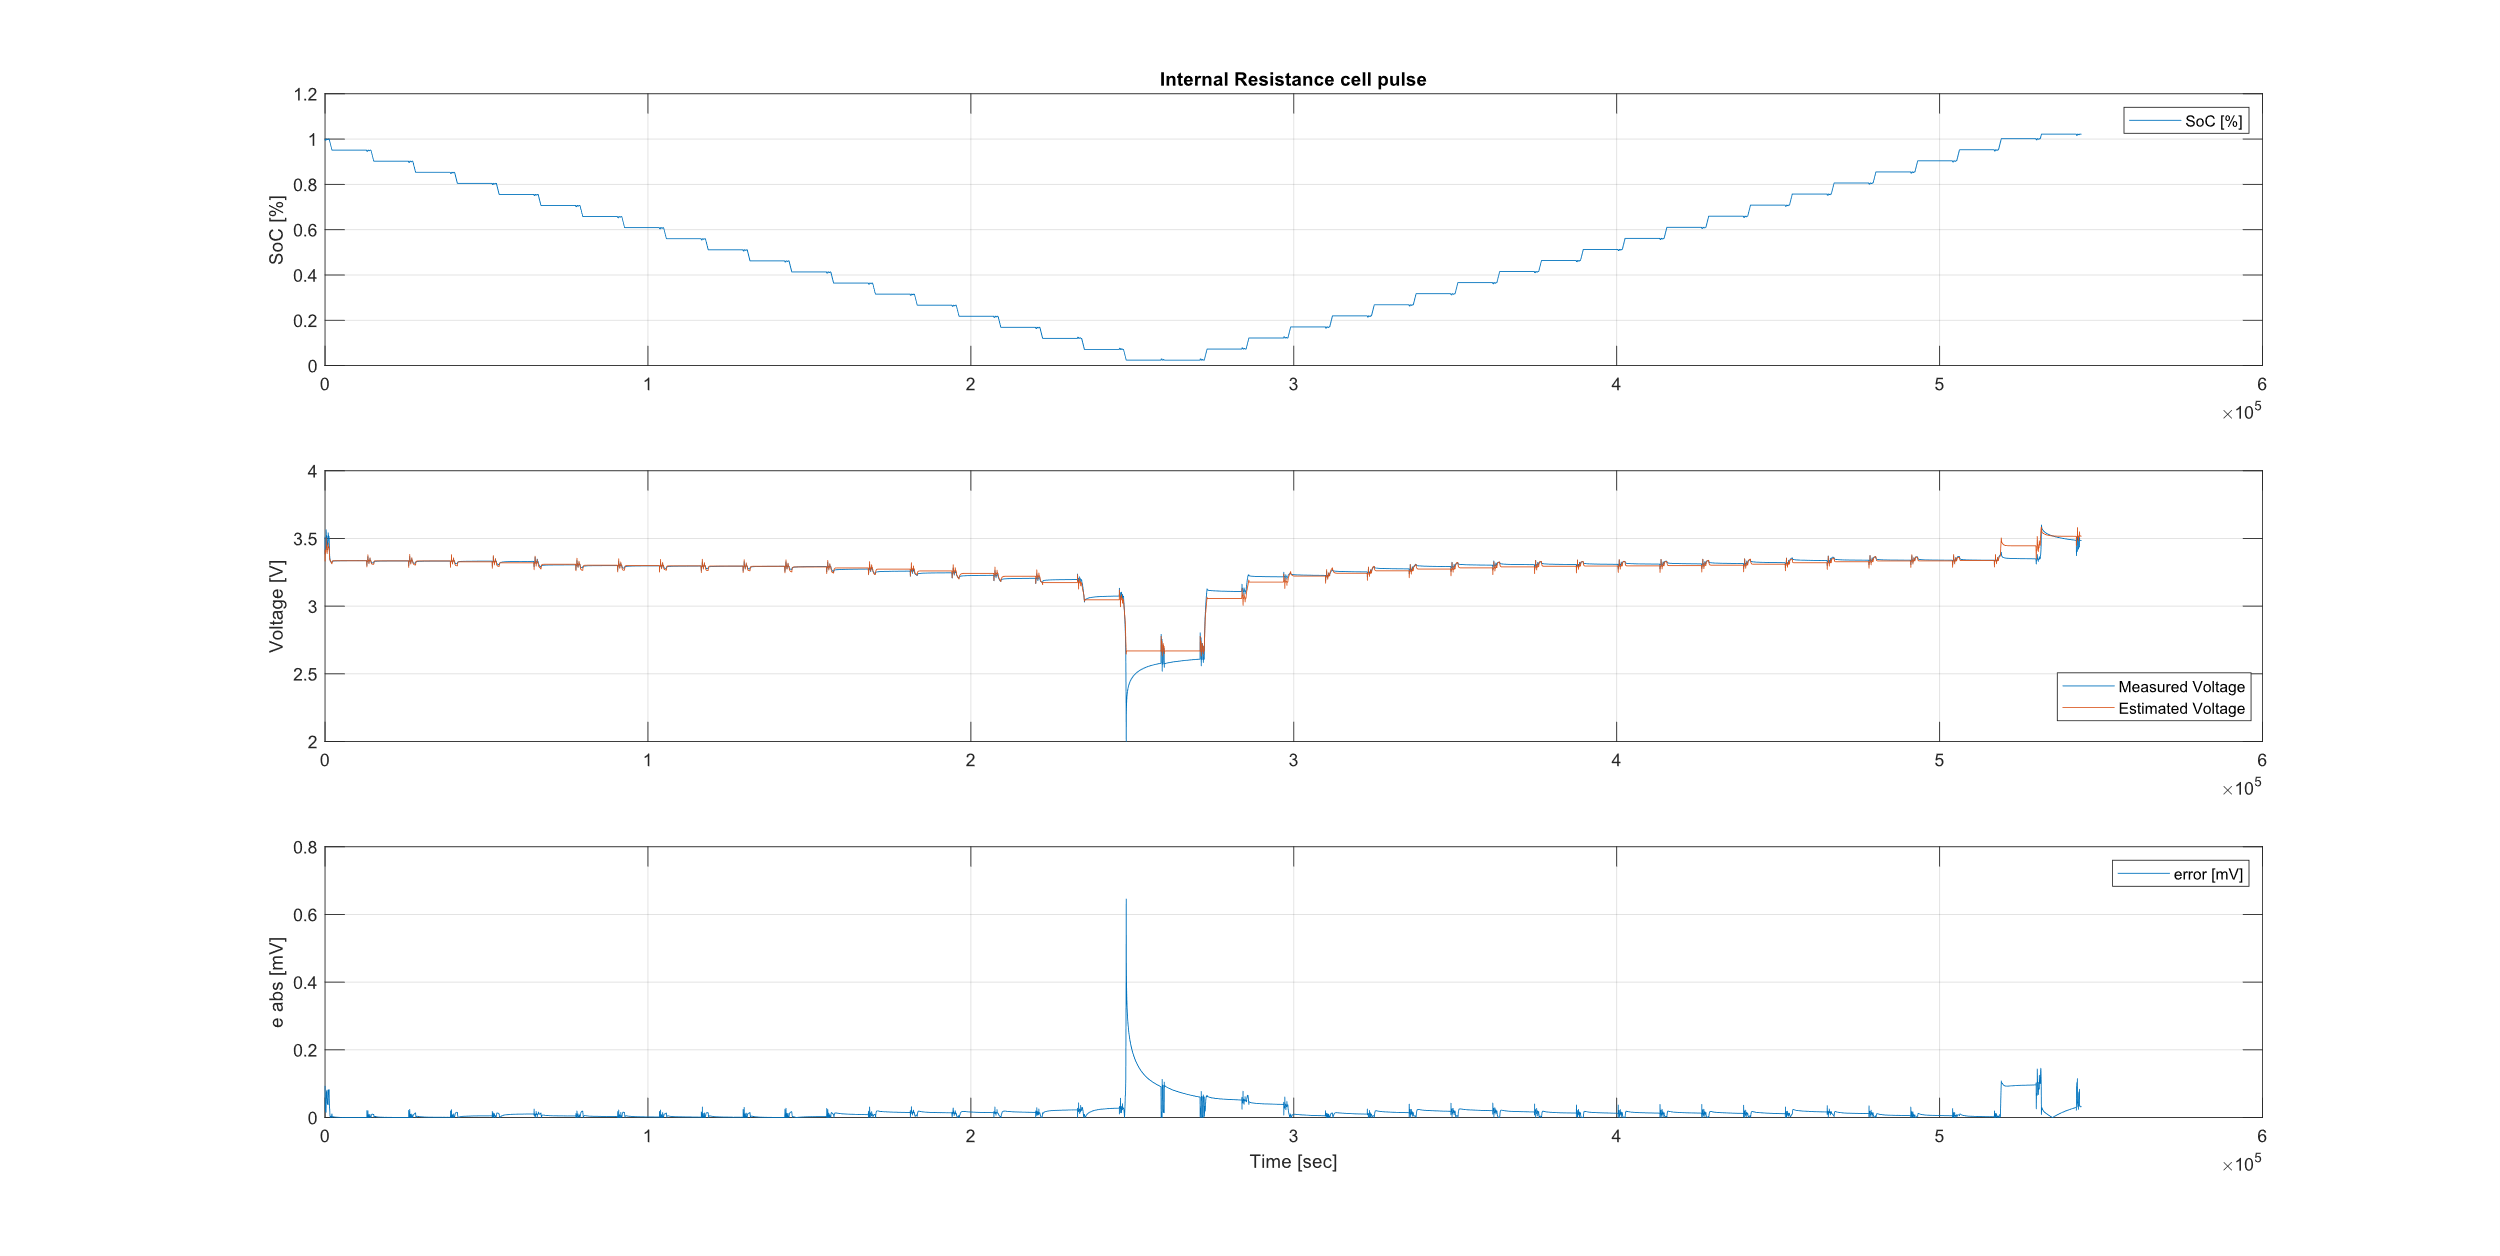 Internal Resistance cell pulse
1.2
1
0.8
0.6
0.4
0.2
0
SoC [%]
SoC [%]
0 1 2 3 4 5 6
×10^5
4
3.5
3
2.5
2
Voltage [V]
Measured Voltage
Estimated Voltage
0 1 2 3 4 5 6
×10^5
0.8
0.6
0.4
0.2
0
e abs [mV]
error [mV]
0 1 2 3 4 5 6
Time [sec]
×10^5